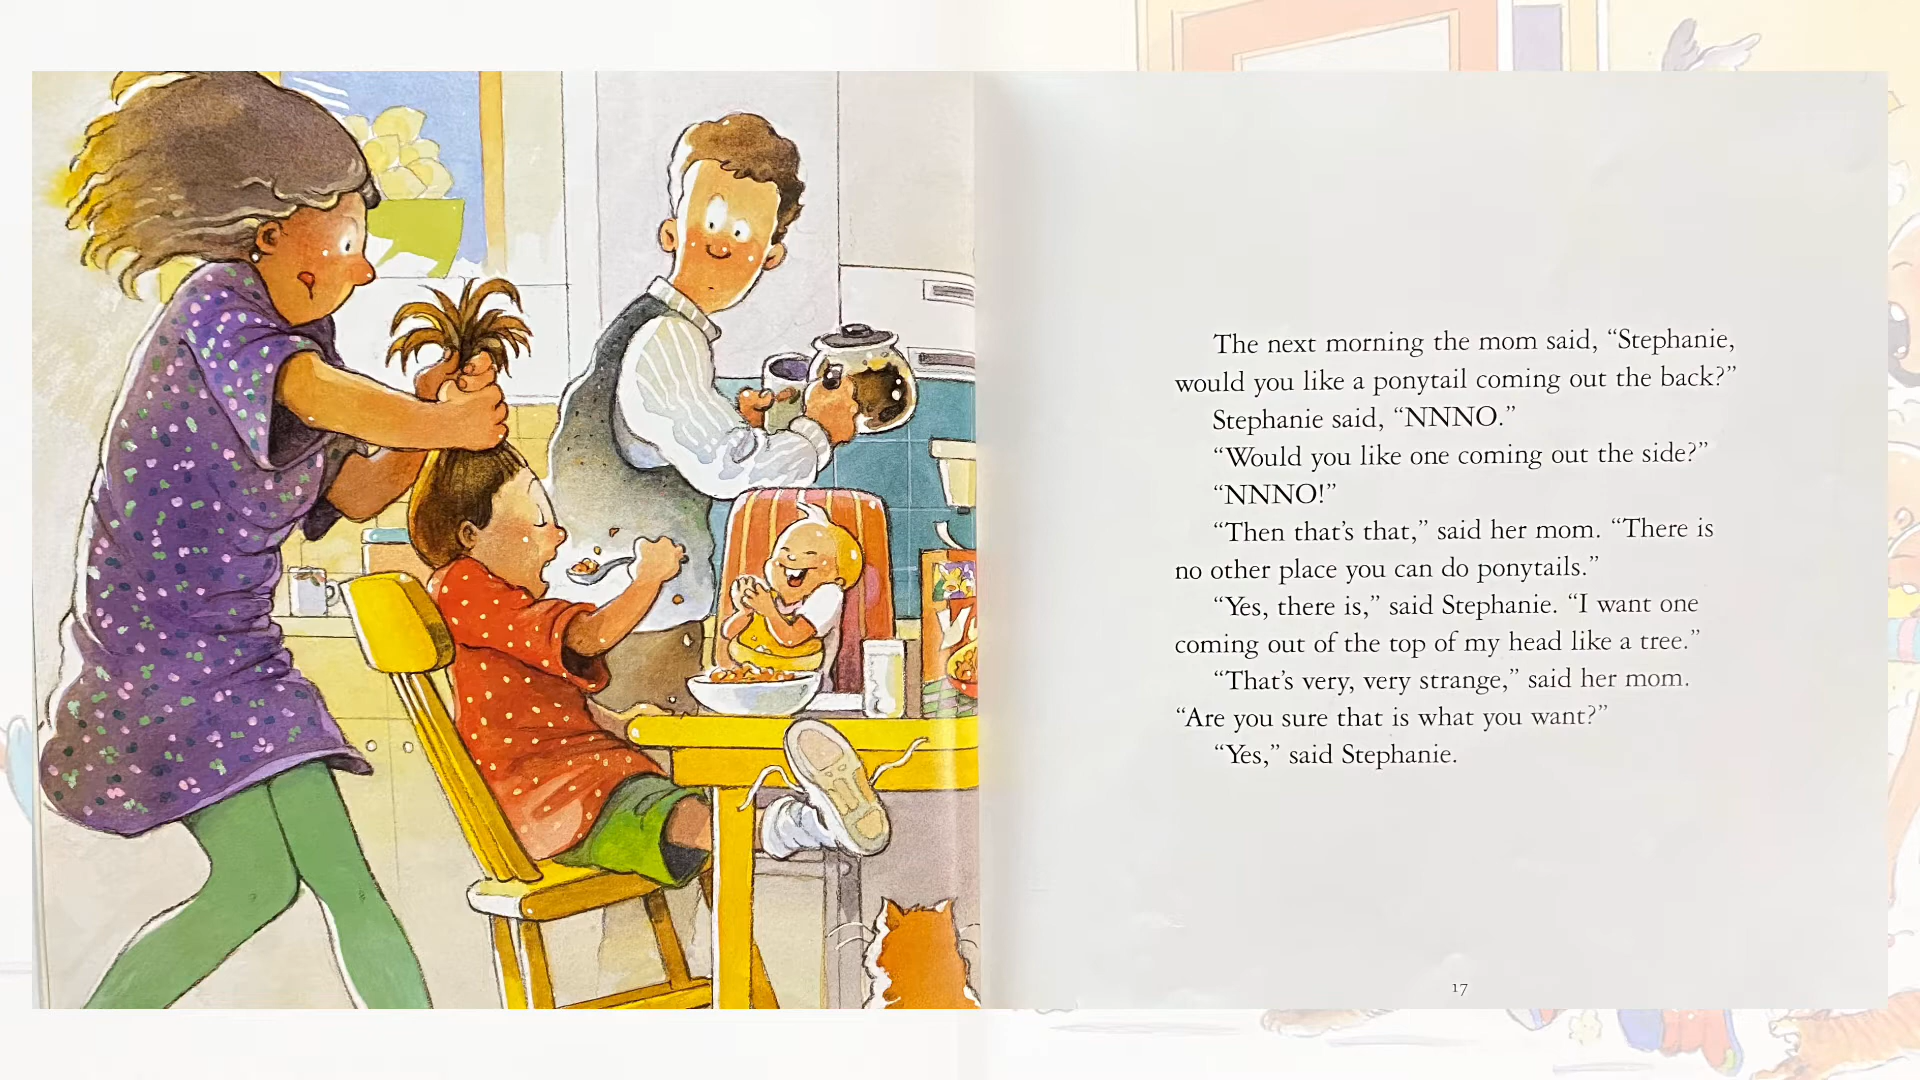 The next morning the mom said, “Stephanie,
would you like a ponytail coming out the back?”
Stephanie said, “NNNO.”
“Would you like one coming out the side?”
“NNNO!”
“Then that’s that,” said her mom. “There is
no other place you can do ponytails.”
“Yes, there is,” said Stephanie. “I want one
coming out of the top of my head like a tree.”
“That’s very, very strange,” said her mom.
“Are you sure that is what you want?”
“Yes,” said Stephanie.
17